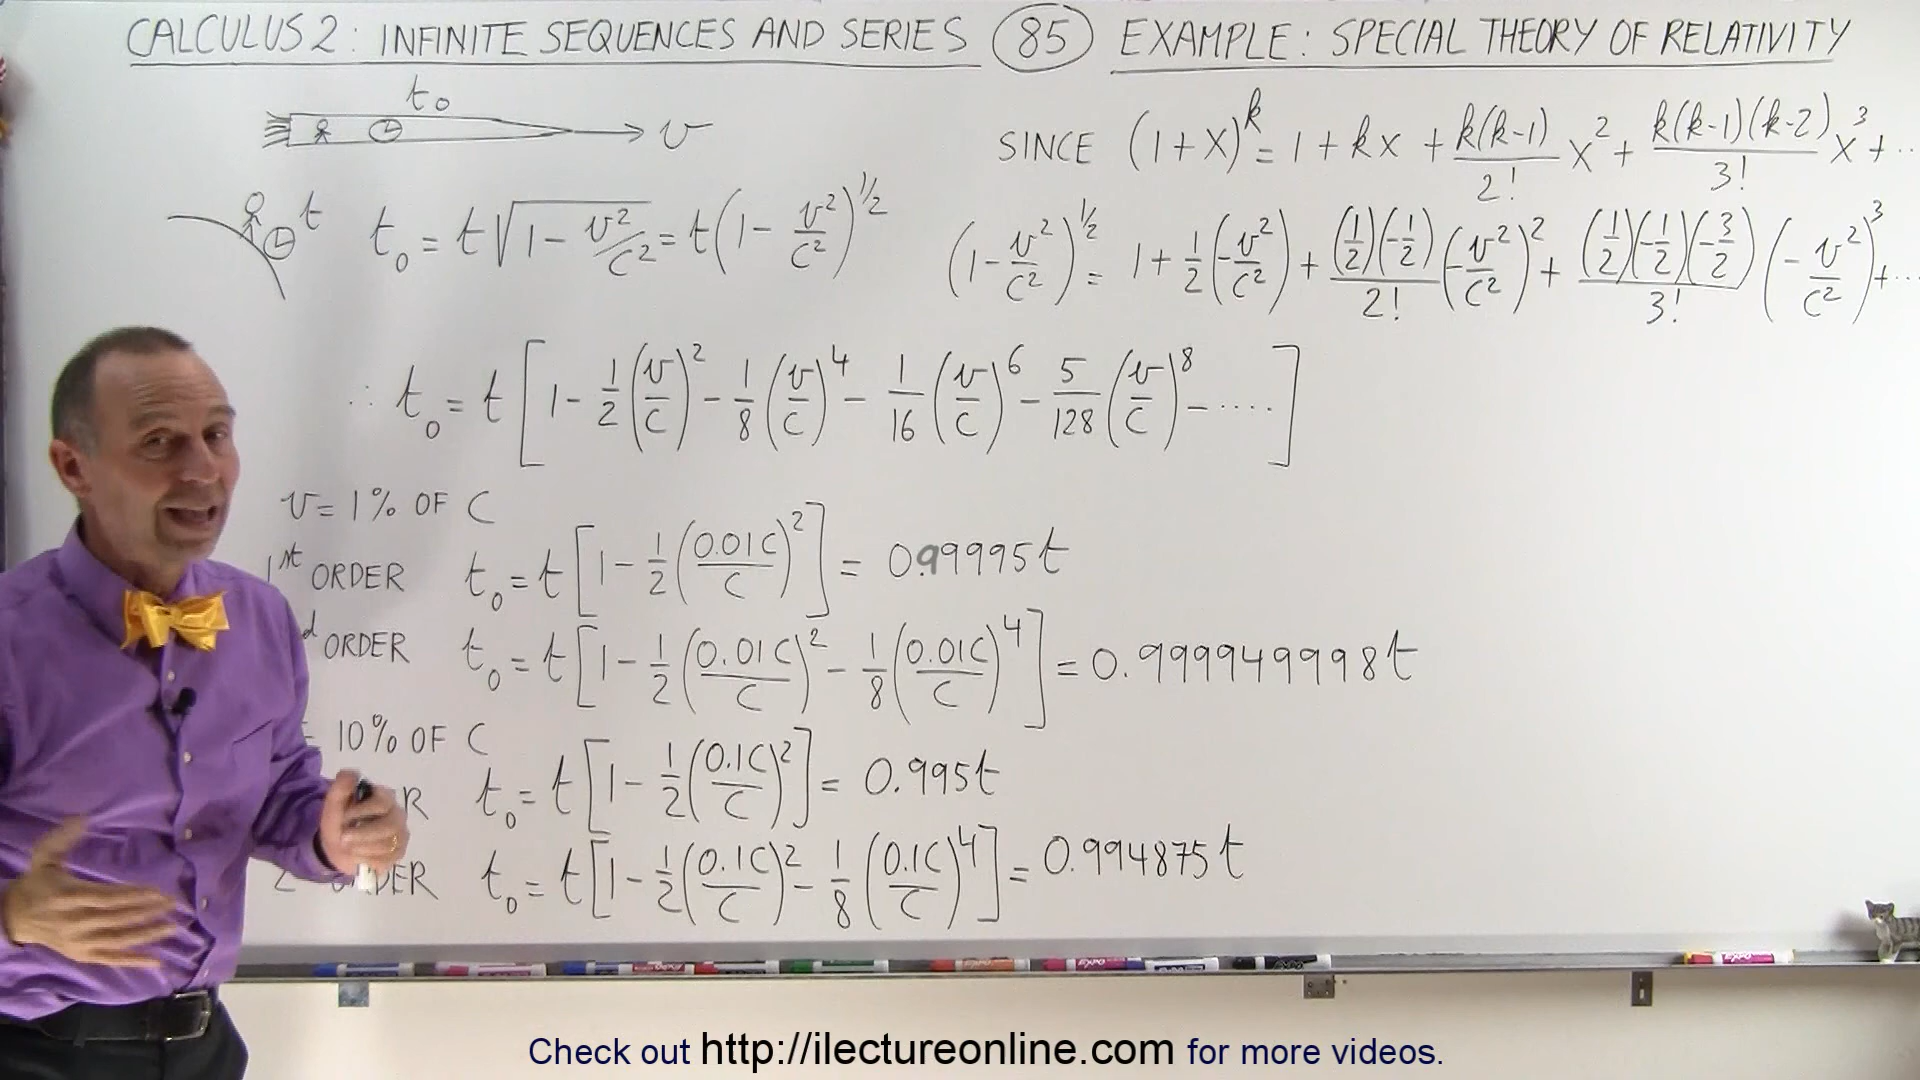 CALCULUS 2: INFINITE SEQUENCES AND SERIES 85 EXAMPLE: SPECIAL THEORY OF RELATIVITY
t₀
v
SINCE (1+x)^k = 1 + kx + k(k-1)/2! x² + k(k-1)(k-2)/3! x³ + ...
t
t₀ = t√(1 - v²/c²) = t(1 - v²/c²)^1/2
(1 - v²/c²)^1/2 = 1 + 1/2(-v²/c²) + (1/2)(-1/2)/2! (-v²/c²)² + (1/2)(-1/2)(-3/2)/3! (-v²/c²)³ + ...
∴ t₀ = t[1 - 1/2(v/c)² - 1/8(v/c)⁴ - 1/16(v/c)⁶ - 5/128(v/c)⁸ - ....]
v = 1% OF C
1st ORDER t₀ = t[1 - 1/2(0.01C/C)²] = 0.99995t
d ORDER t₀ = t[1 - 1/2(0.01C/C)² - 1/8(0.01C/C)⁴] = 0.9999499998t
= 10% OF C
R t₀ = t[1 - 1/2(0.1C/C)²] = 0.995t
2 ORDER t₀ = t[1 - 1/2(0.1C/C)² - 1/8(0.1C/C)⁴] = 0.994875t
EXPO
EXPO
Check out http://ilectureonline.com for more videos.